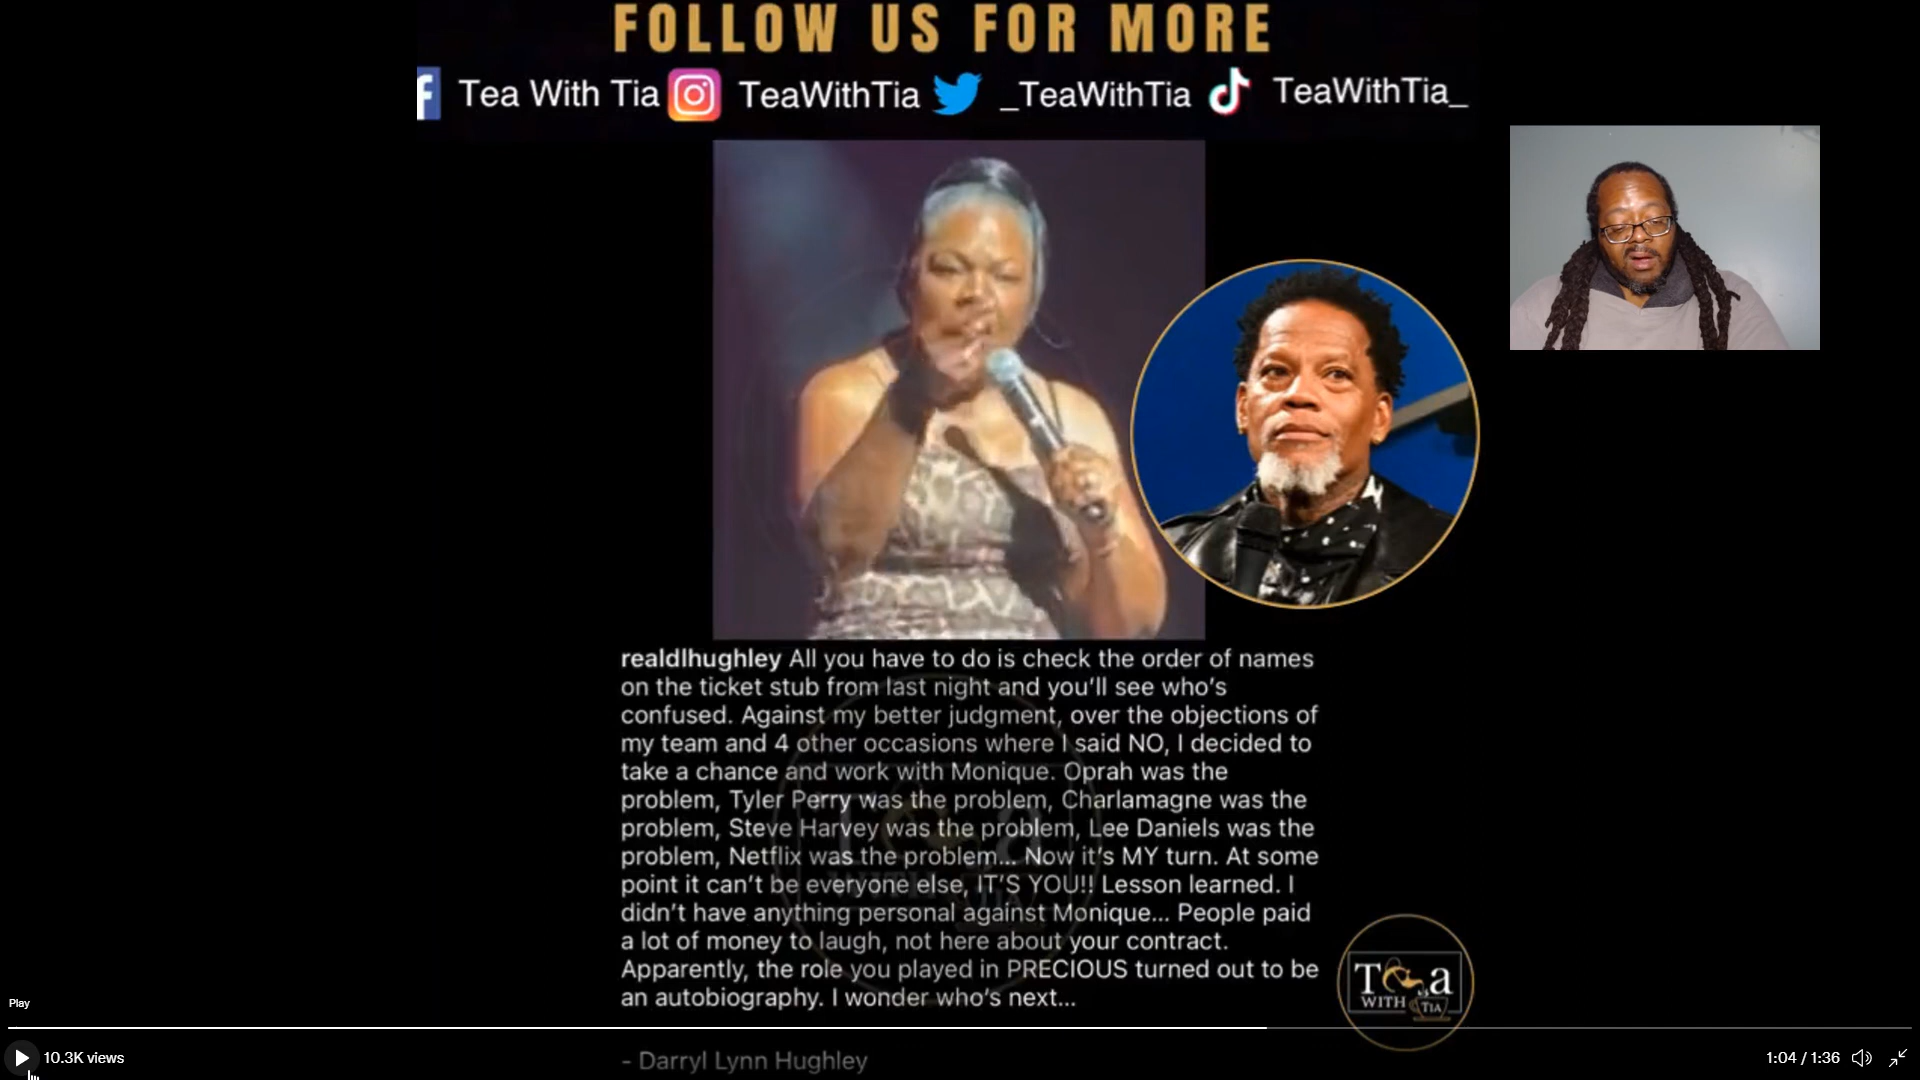 FOLLOW US FOR MORE
Tea With Tia TeaWithTia _TeaWithTia TeaWithTia_
realdlhughley All you have to do is check the order of names
on the ticket stub from last night and you'll see who's
confused. Against my better judgment, over the objections of
my team and 4 other occasions where I said NO, I decided to
take a chance and work with Monique. Oprah was the
problem, Tyler Perry was the problem, Charlamagne was the
problem, Steve Harvey was the problem, Lee Daniels was the
problem, Netflix was the problem... Now it's MY turn. At some
point it can't be everyone else, IT'S YOU!! Lesson learned. I
didn't have anything personal against Monique... People paid
a lot of money to laugh, not here about your contract.
Apparently, the role you played in PRECIOUS turned out to be
an autobiography. I wonder who's next...
- Darryl Lynn Hughley
Tea
WITH TIA
Play
10.3K views
1:04 / 1:36